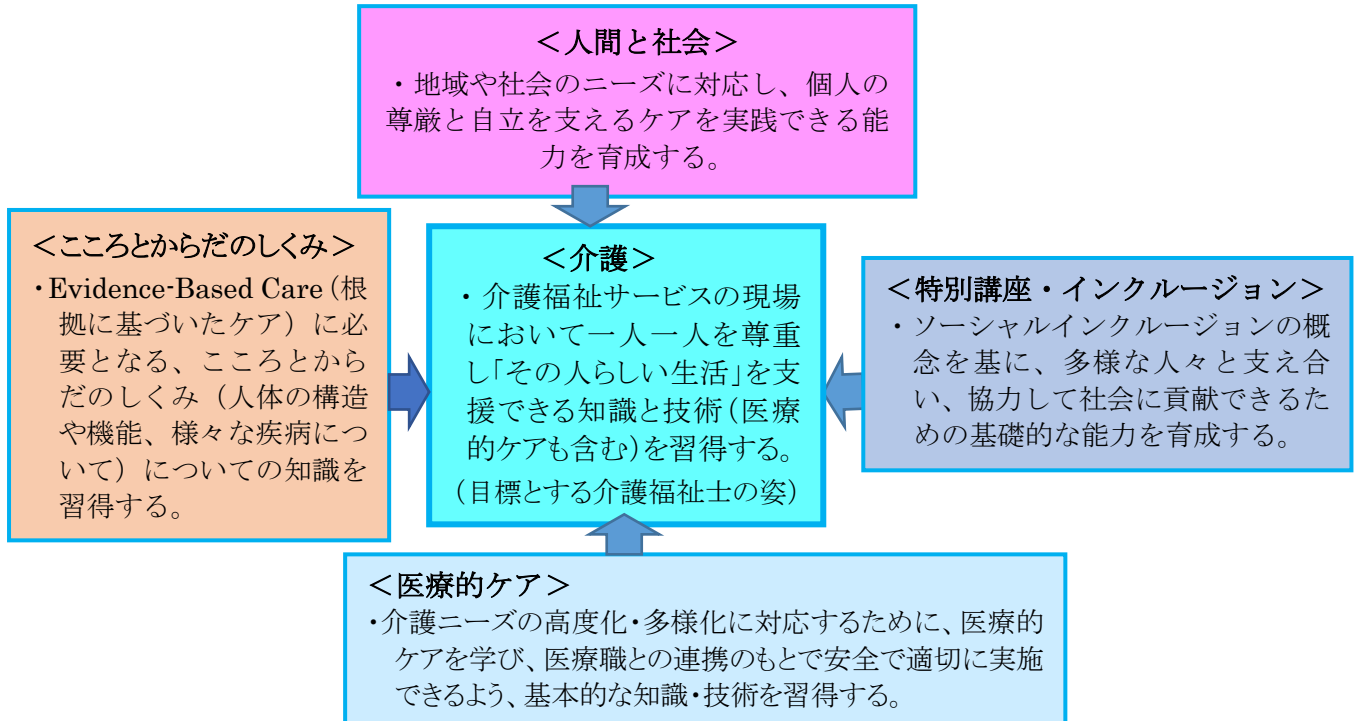 ＜人間と社会＞
・地域や社会のニーズに対応し、個人の
尊厳と自立を支えるケアを実践できる能
力を育成する。
＜こころとからだのしくみ＞
・Evidence-Based Care（根
拠に基づいたケア）に必
要となる、こころとから
だのしくみ（人体の構造
や機能、様々な疾病につ
いて）についての知識を
習得する。
＜介護＞
・介護福祉サービスの現場
において一人一人を尊重
し「その人らしい生活」を支
援できる知識と技術（医療
的ケアも含む）を習得する。
（目標とする介護福祉士の姿）
＜特別講座・インクルージョン＞
・ソーシャルインクルージョンの概
念を基に、多様な人々と支え合
い、協力して社会に貢献できるた
めの基礎的な能力を育成する。
＜医療的ケア＞
・介護ニーズの高度化・多様化に対応するために、医療的
ケアを学び、医療職との連携のもとで安全で適切に実施
できるよう、基本的な知識・技術を習得する。